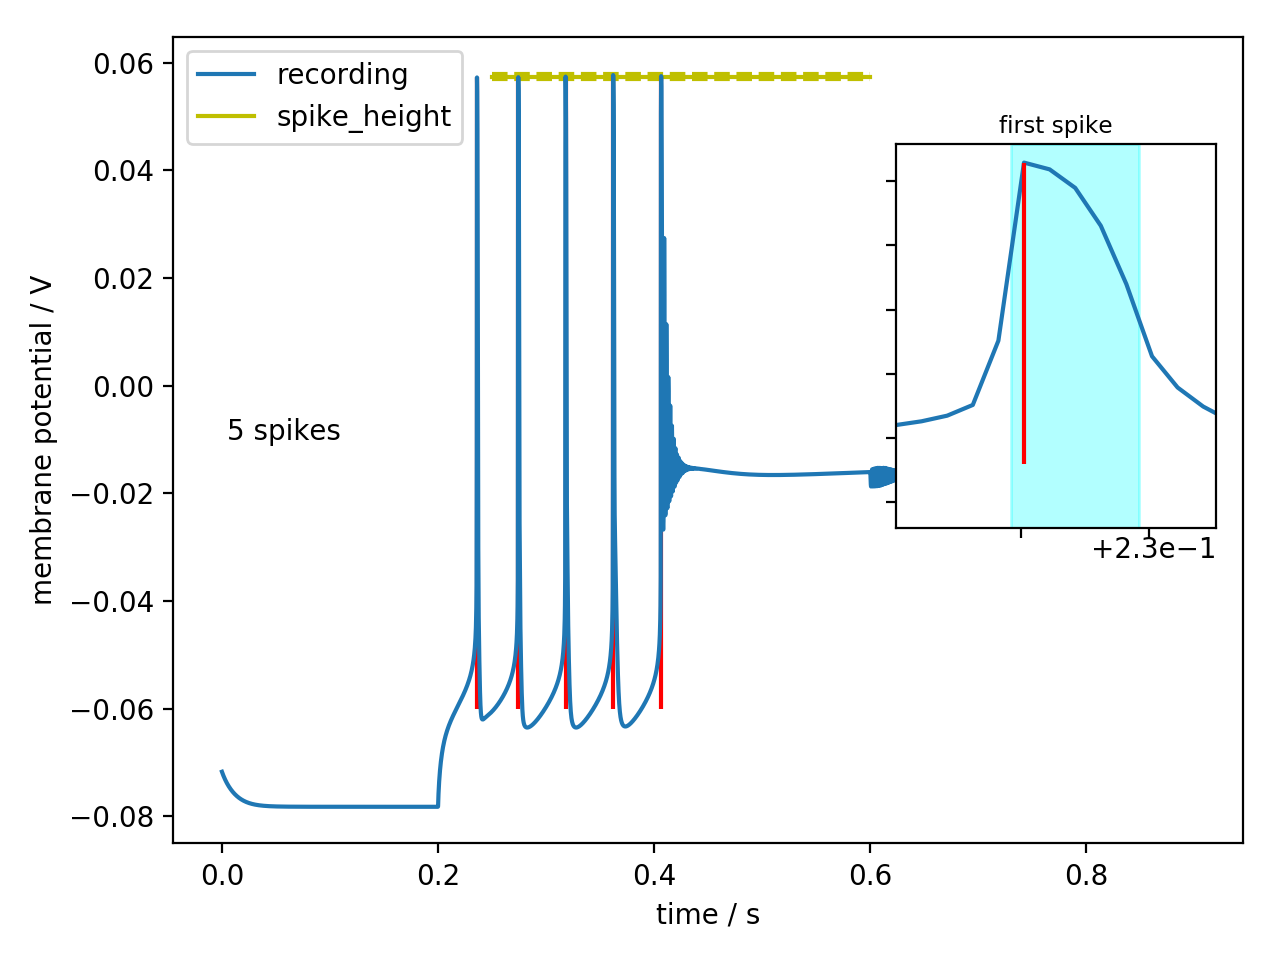 recording
spike_height
first spike
5 spikes
+2.3e−1
0.06
0.04
0.02
0.00
−0.02
−0.04
−0.06
−0.08
membrane potential / V
0.0 0.2 0.4 0.6 0.8
time / s